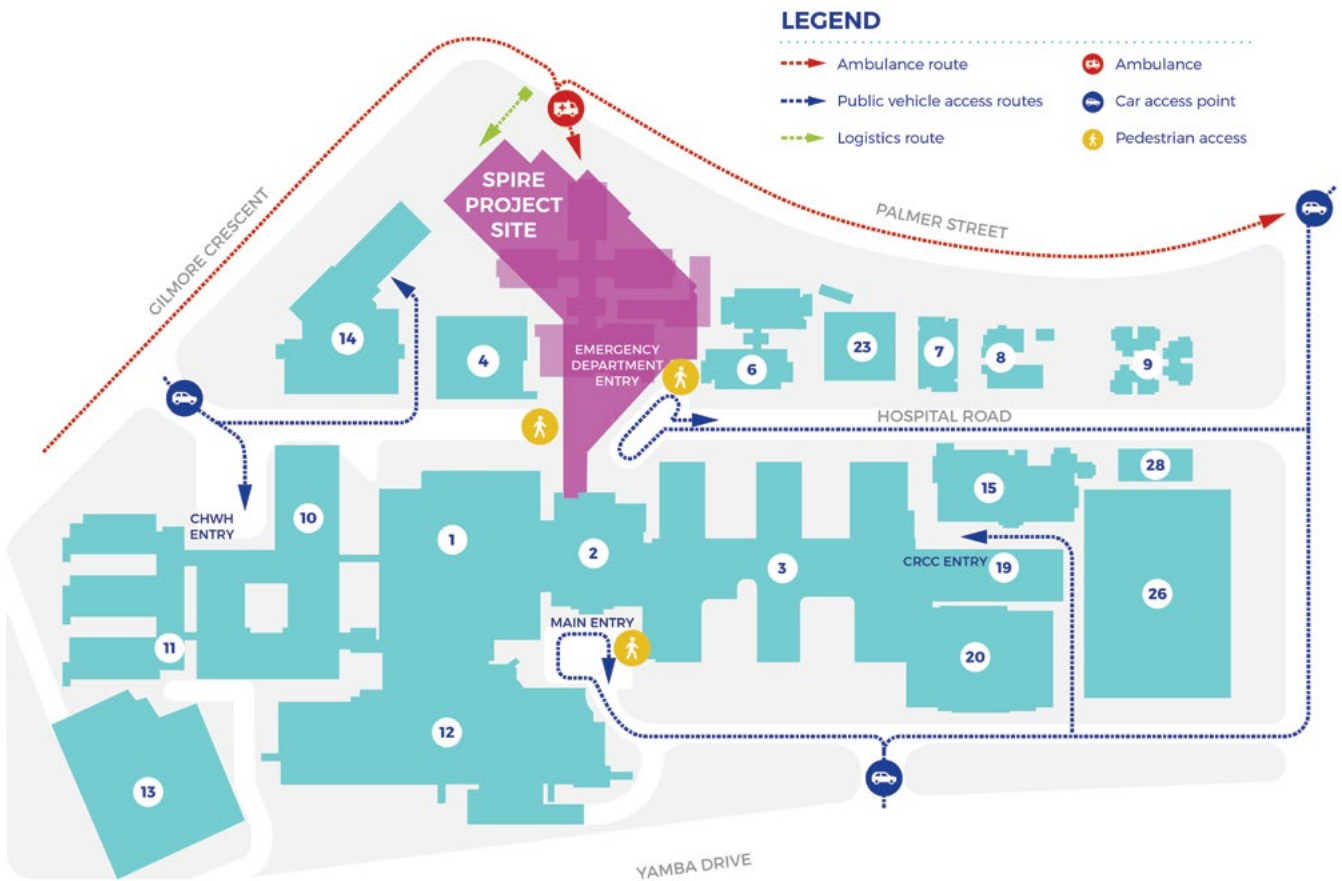 LEGEND
Ambulance route
Ambulance
Public vehicle access routes
Car access point
Logistics route
Pedestrian access
SPIRE
PROJECT
SITE
GILMORE CRESCENT
PALMER STREET
14
4
EMERGENCY
DEPARTMENT
ENTRY
6
23
7
8
9
HOSPITAL ROAD
CHWH
ENTRY
10
1
2
3
15
28
CRCC ENTRY
19
26
11
MAIN ENTRY
20
12
13
YAMBA DRIVE